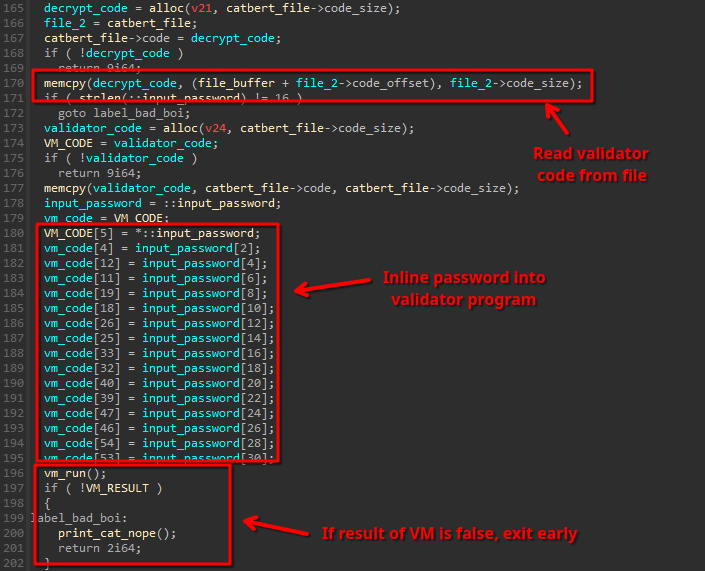 165 decrypt_code = alloc(v21, catbert_file->code_size);
166 file_2 = catbert_file;
167 catbert_file->code = decrypt_code;
168 if ( !decrypt_code )
169 return 9i64;
170 memcpy(decrypt_code, (file_buffer + file_2->code_offset), file_2->code_size);
171 if ( strlen(::input_password) != 16 )
172 goto label_bad_boi;
173 validator_code = alloc(v24, catbert_file->code_size);
174 VM_CODE = validator_code;
175 if ( !validator_code )
176 return 9i64;
177 memcpy(validator_code, catbert_file->code, catbert_file->code_size);
178 input_password = ::input_password;
179 vm_code = VM_CODE;
180 VM_CODE[5] = *::input_password;
181 vm_code[4] = input_password[2];
182 vm_code[12] = input_password[4];
183 vm_code[11] = input_password[6];
184 vm_code[19] = input_password[8];
185 vm_code[18] = input_password[10];
186 vm_code[26] = input_password[12];
187 vm_code[25] = input_password[14];
188 vm_code[33] = input_password[16];
189 vm_code[32] = input_password[18];
190 vm_code[40] = input_password[20];
191 vm_code[39] = input_password[22];
192 vm_code[47] = input_password[24];
193 vm_code[46] = input_password[26];
194 vm_code[54] = input_password[28];
195 vm_code[53] = input_password[30];
196 vm_run();
197 if ( !VM_RESULT )
198 {
199 label_bad_boi:
200 print_cat_nope();
201 return 2i64;
202 }
Read validator
code from file
Inline password into
validator program
If result of VM is false, exit early